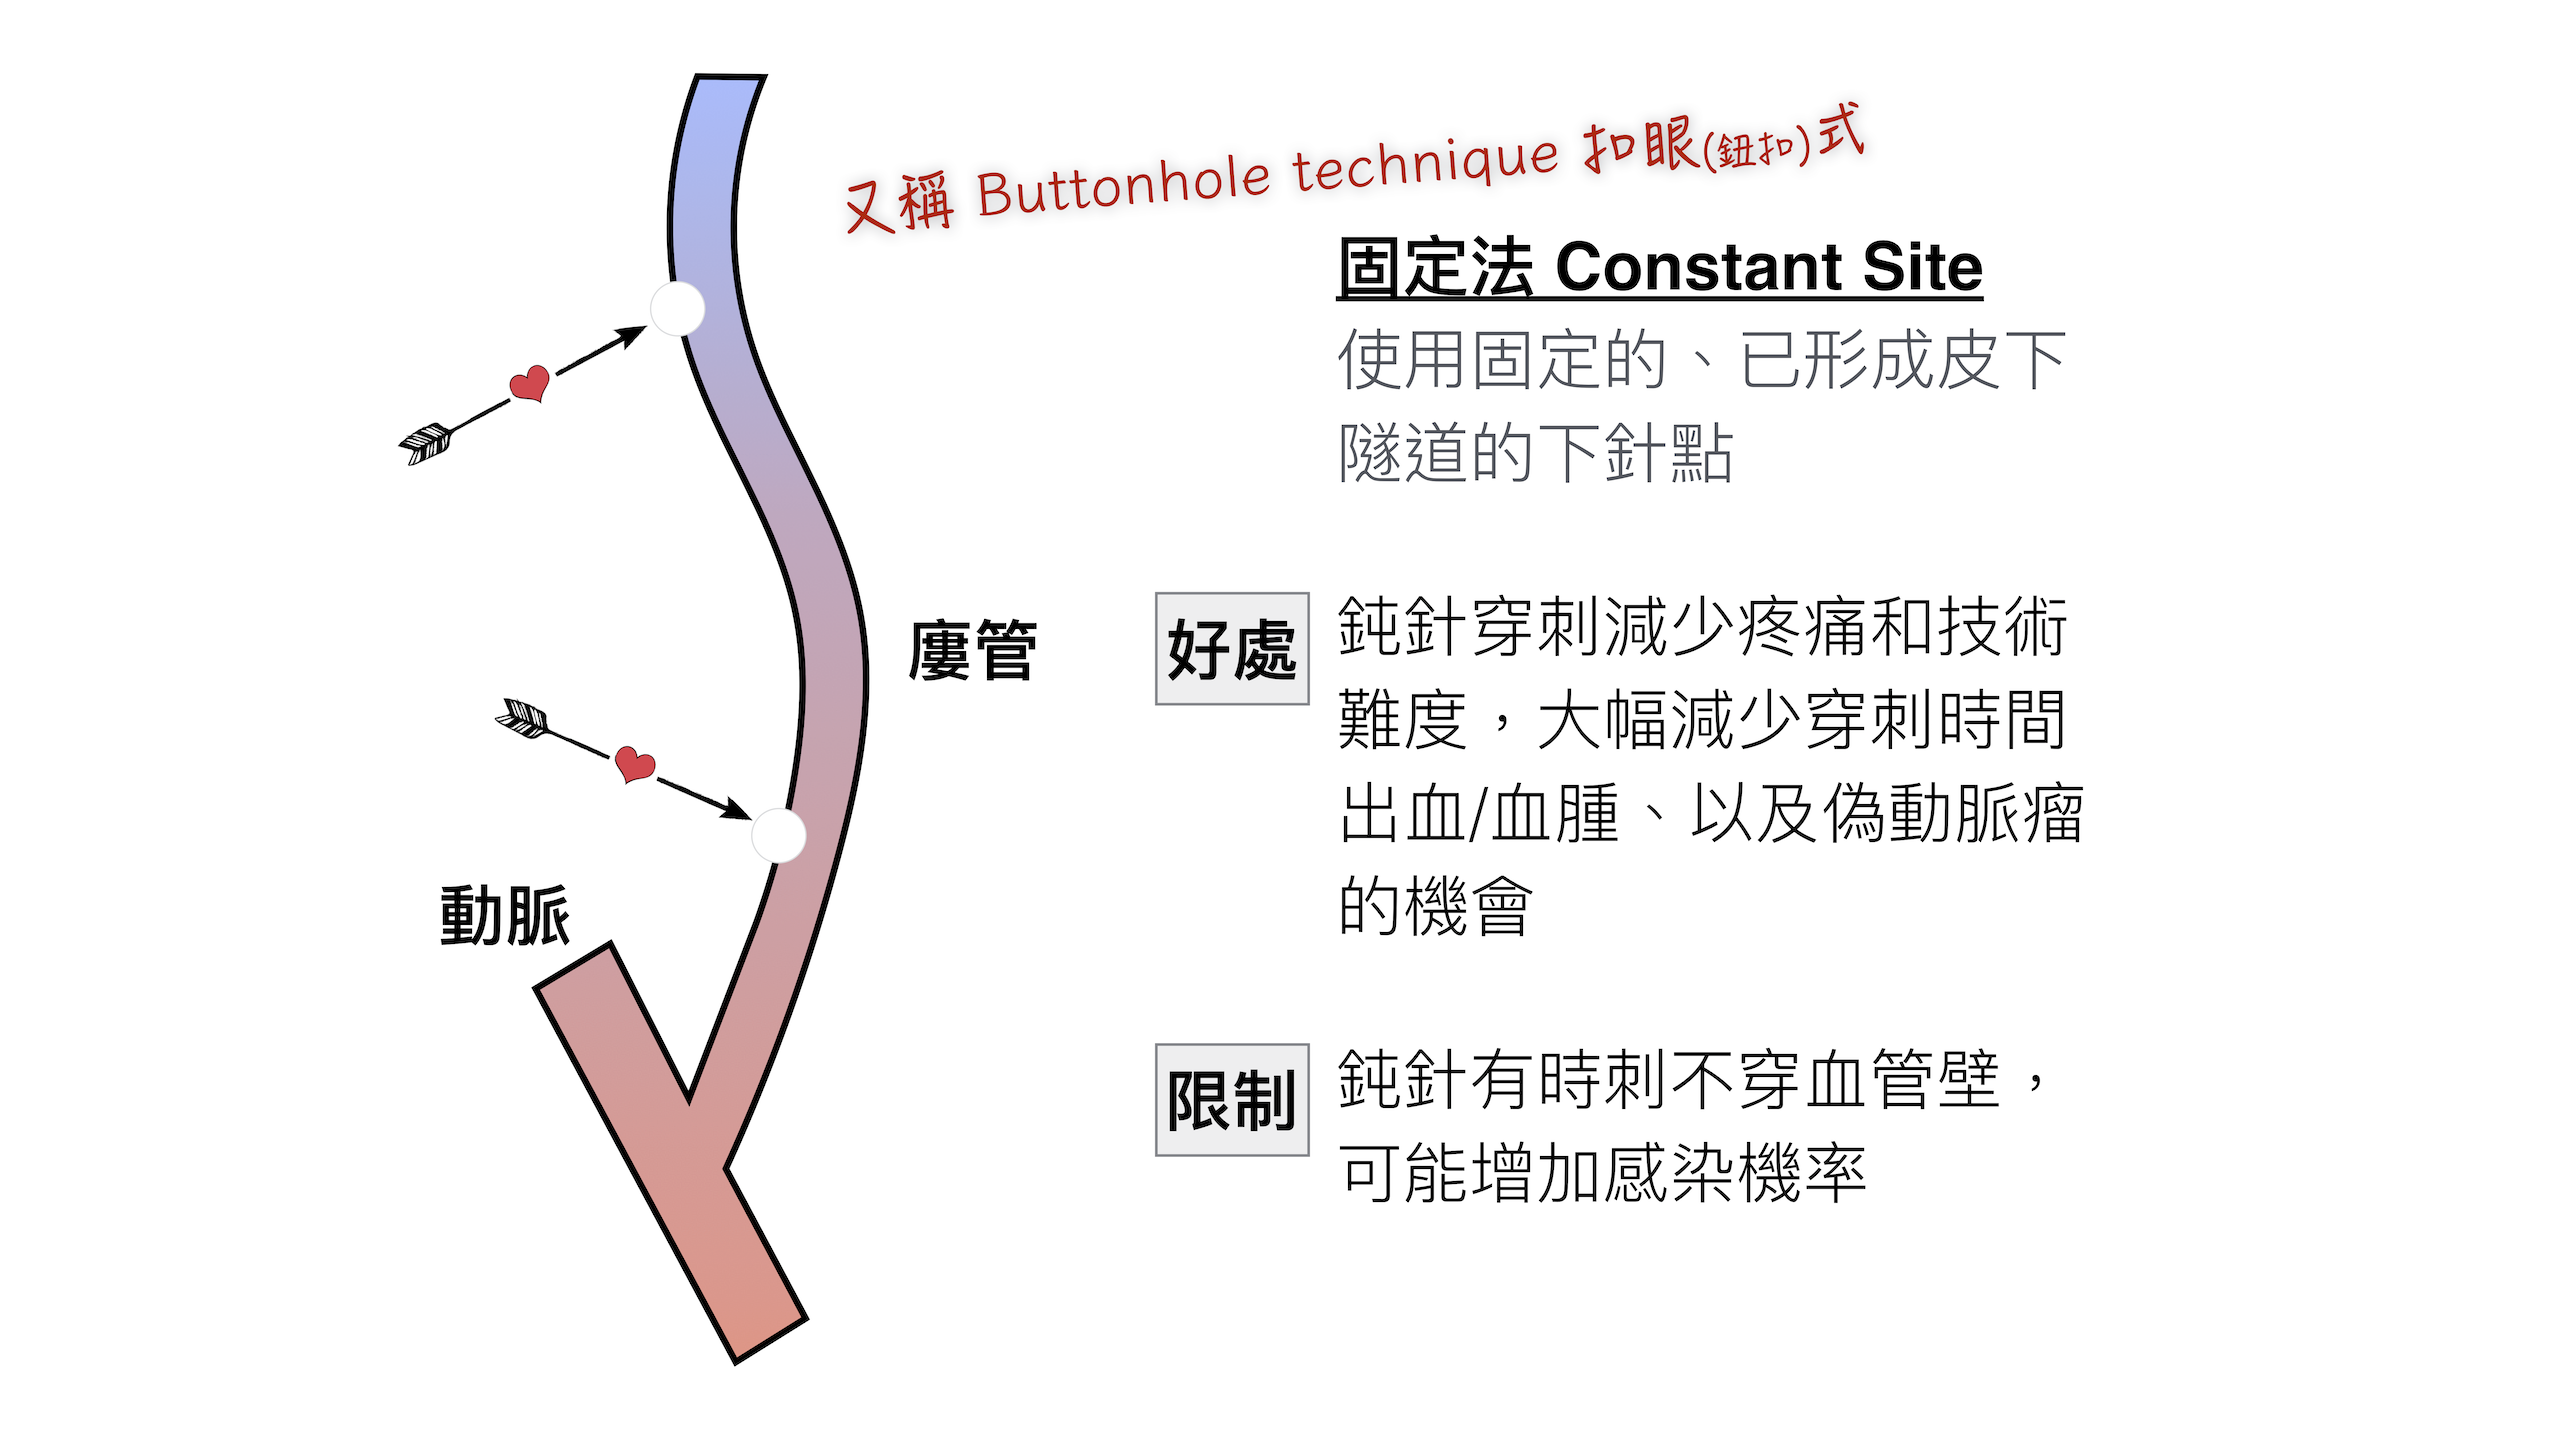 又稱 Buttonhole technique 扣眼(鈕扣)式
固定法 Constant Site
使用固定的、已形成皮下
隧道的下針點
廔管
好處
鈍針穿刺減少疼痛和技術
難度，大幅減少穿刺時間
出血/血腫、以及偽動脈瘤
的機會
動脈
限制
鈍針有時刺不穿血管壁，
可能增加感染機率